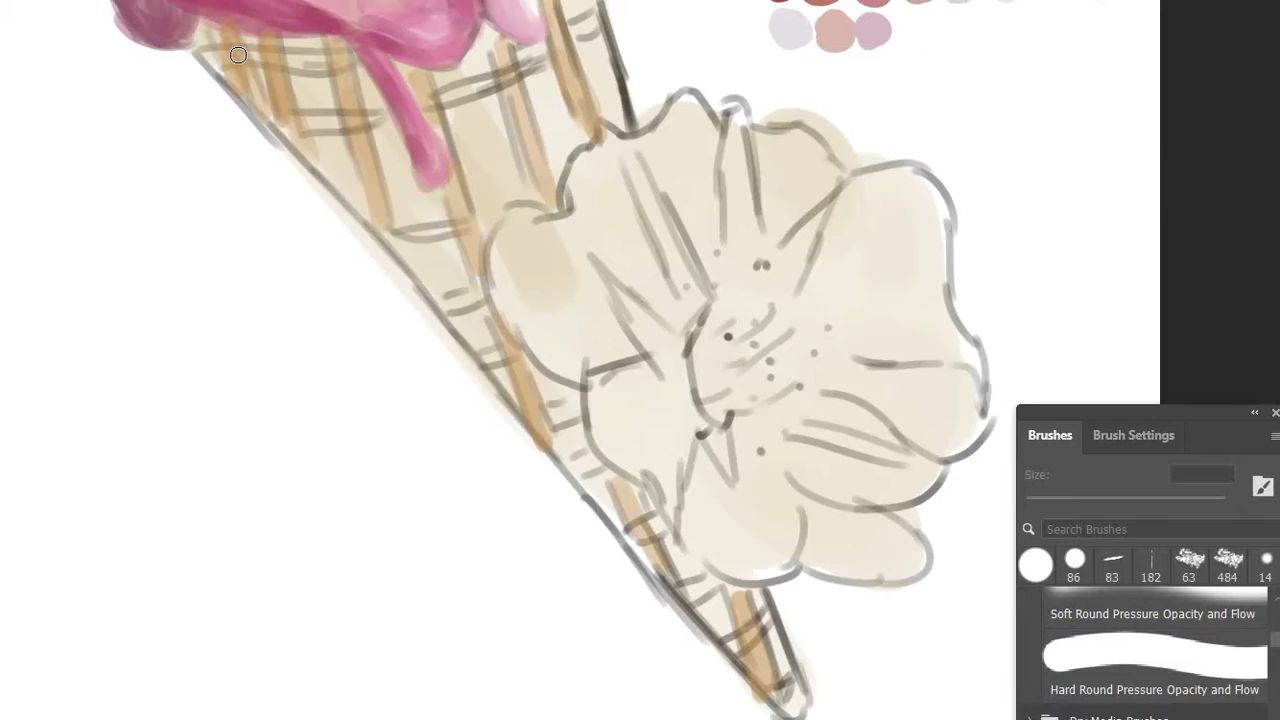 Brushes
Brush Settings
Size:
Search Brushes
86 83 182 63 484 14
Soft Round Pressure Opacity and Flow
Hard Round Pressure Opacity and Flow